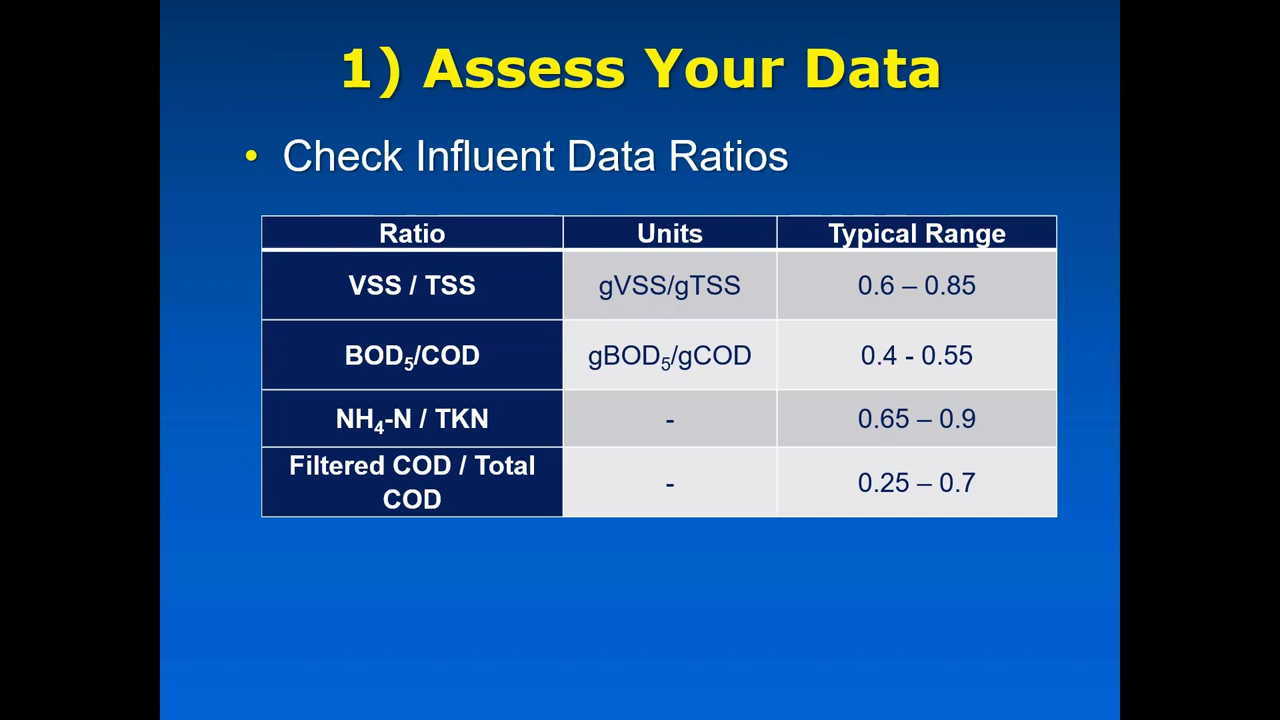 1) Assess Your Data
• Check Influent Data Ratios
Ratio Units Typical Range
VSS / TSS gVSS/gTSS 0.6 – 0.85
BOD₅/COD gBOD₅/gCOD 0.4 - 0.55
NH₄-N / TKN - 0.65 – 0.9
Filtered COD / Total
COD - 0.25 – 0.7